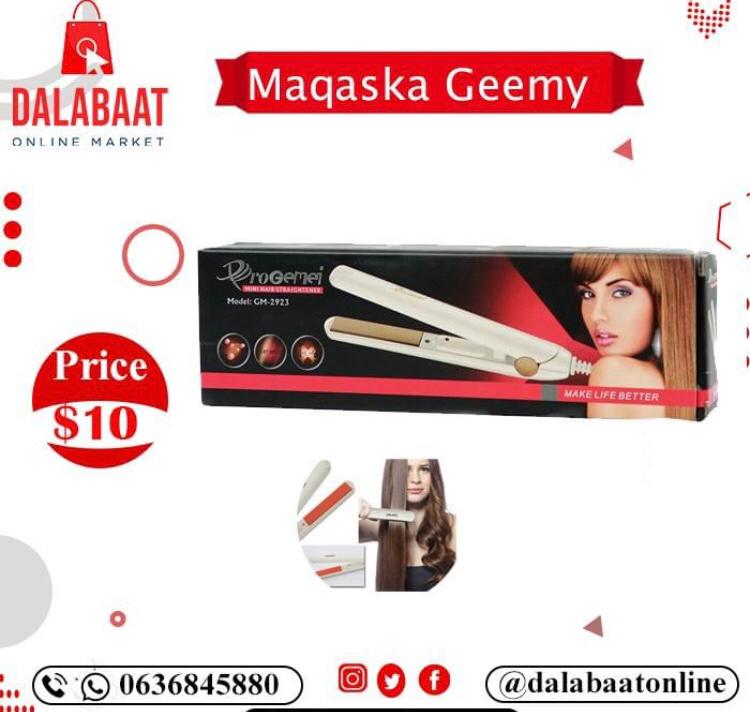 DALABAAT
ONLINE MARKET
Maqaska Geemy
ProGemei
MINI HAIR STRAIGHTENER
Model: GM-2923
MAKE LIFE BETTER
Price
$10
0636845880
@dalabaatonline